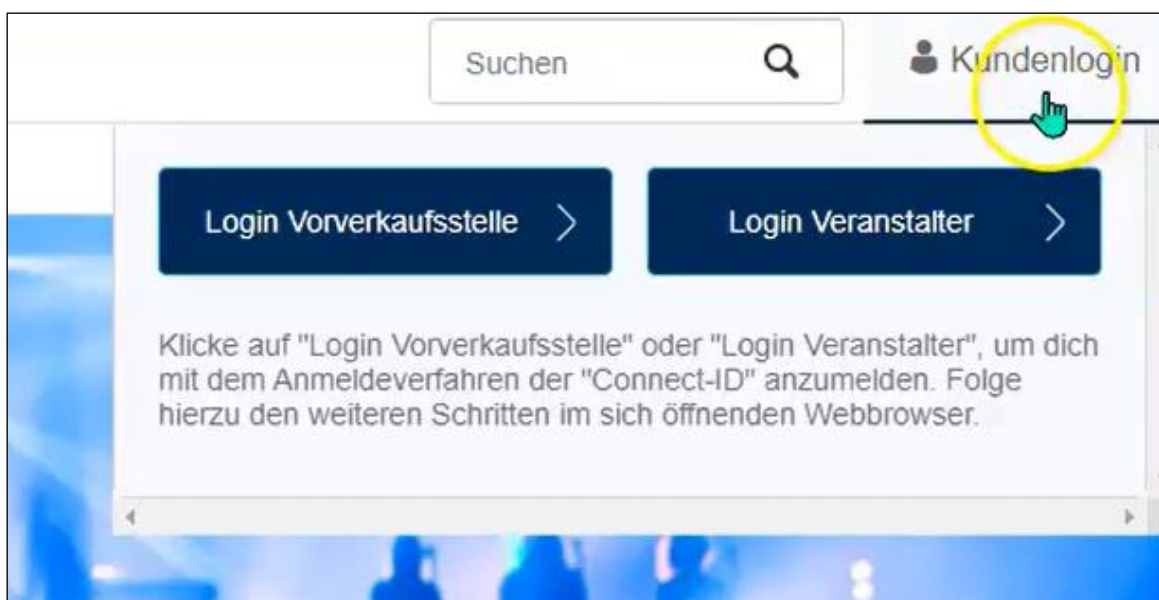 Suchen
Kundenlogin
Login Vorverkaufsstelle
Login Veranstalter
Klicke auf "Login Vorverkaufsstelle" oder "Login Veranstalter", um dich
mit dem Anmeldeverfahren der "Connect-ID" anzumelden. Folge
hierzu den weiteren Schritten im sich öffnenden Webbrowser.